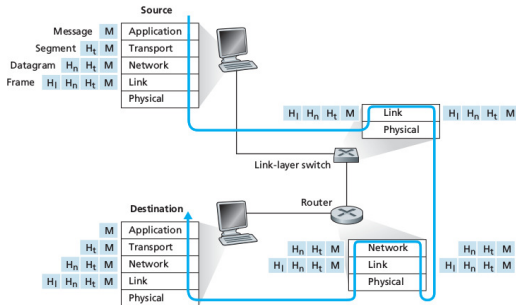 Source
Message M Application
Segment Ht M Transport
Datagram Hn Ht M Network
Frame Hl Hn Ht M Link
Physical
Hl Hn Ht M Link Hl Hn Ht M
Physical
Link-layer switch
Router
Destination
M Application
Ht M Transport
Hn Ht M Network
Hl Hn Ht M Link
Physical
Hn Ht M Network Hn Ht M
Hl Hn Ht M Link Hl Hn Ht M
Physical